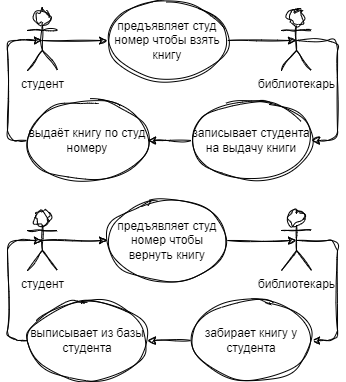 предъявляет студ
номер чтобы взять
книгу
студент
библиотекарь
выдаёт книгу по студ
номеру
записывает студента
на выдачу книги
предъявляет студ
номер чтобы
вернуть книгу
студент
библиотекарь
выписывает из базы
студента
забирает книгу у
студента